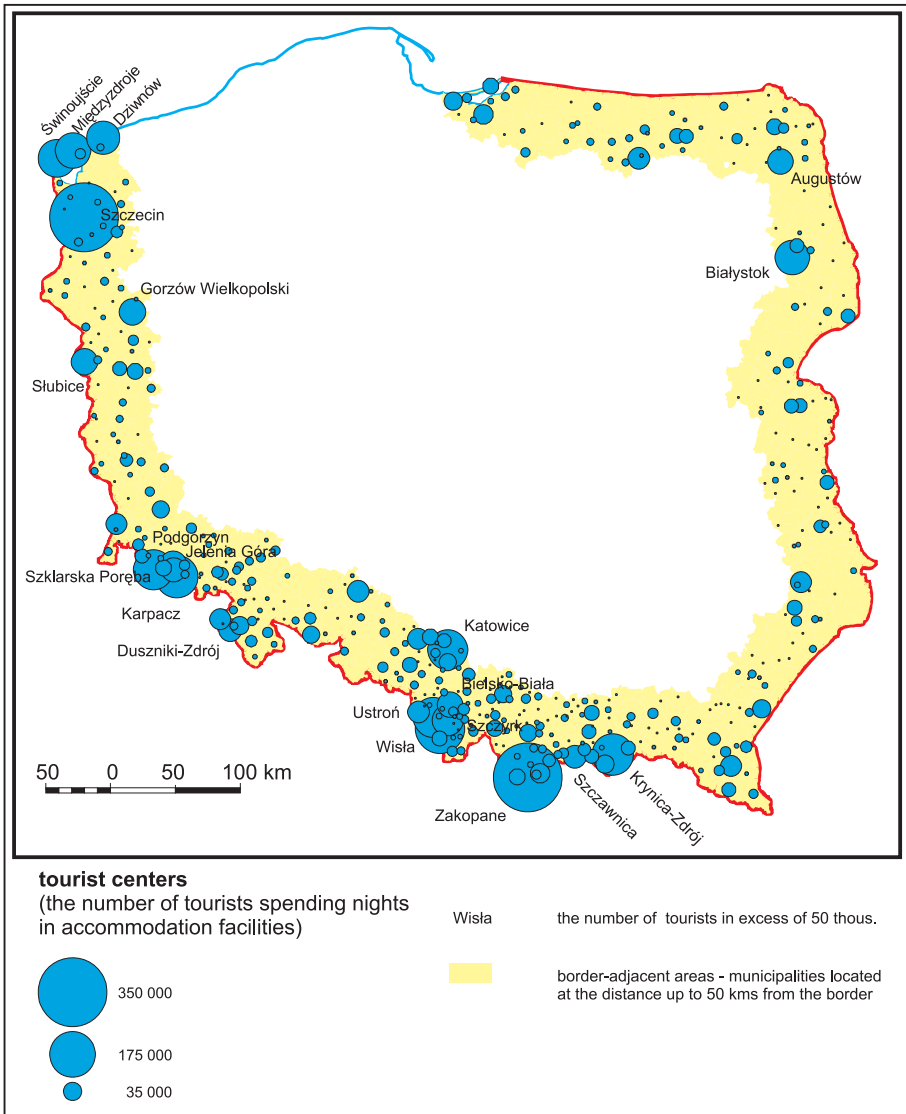 Świnoujście
Międzyzdroje
Dziwnów
Szczecin
Augustów
Białystok
Gorzów Wielkopolski
Słubice
Podgórzyn
Jelenia Góra
Szklarska Poręba
Karpacz
Duszniki-Zdrój
Katowice
Bielsko-Biała
Ustroń
Szczyrk
Wisła
Zakopane
Szczawnica
Krynica-Zdrój
50 0 50 100 km
tourist centers
(the number of tourists spending nights
in accommodation facilities)
350 000
175 000
35 000
Wisła the number of tourists in excess of 50 thous.
border-adjacent areas - municipalities located
at the distance up to 50 kms from the border